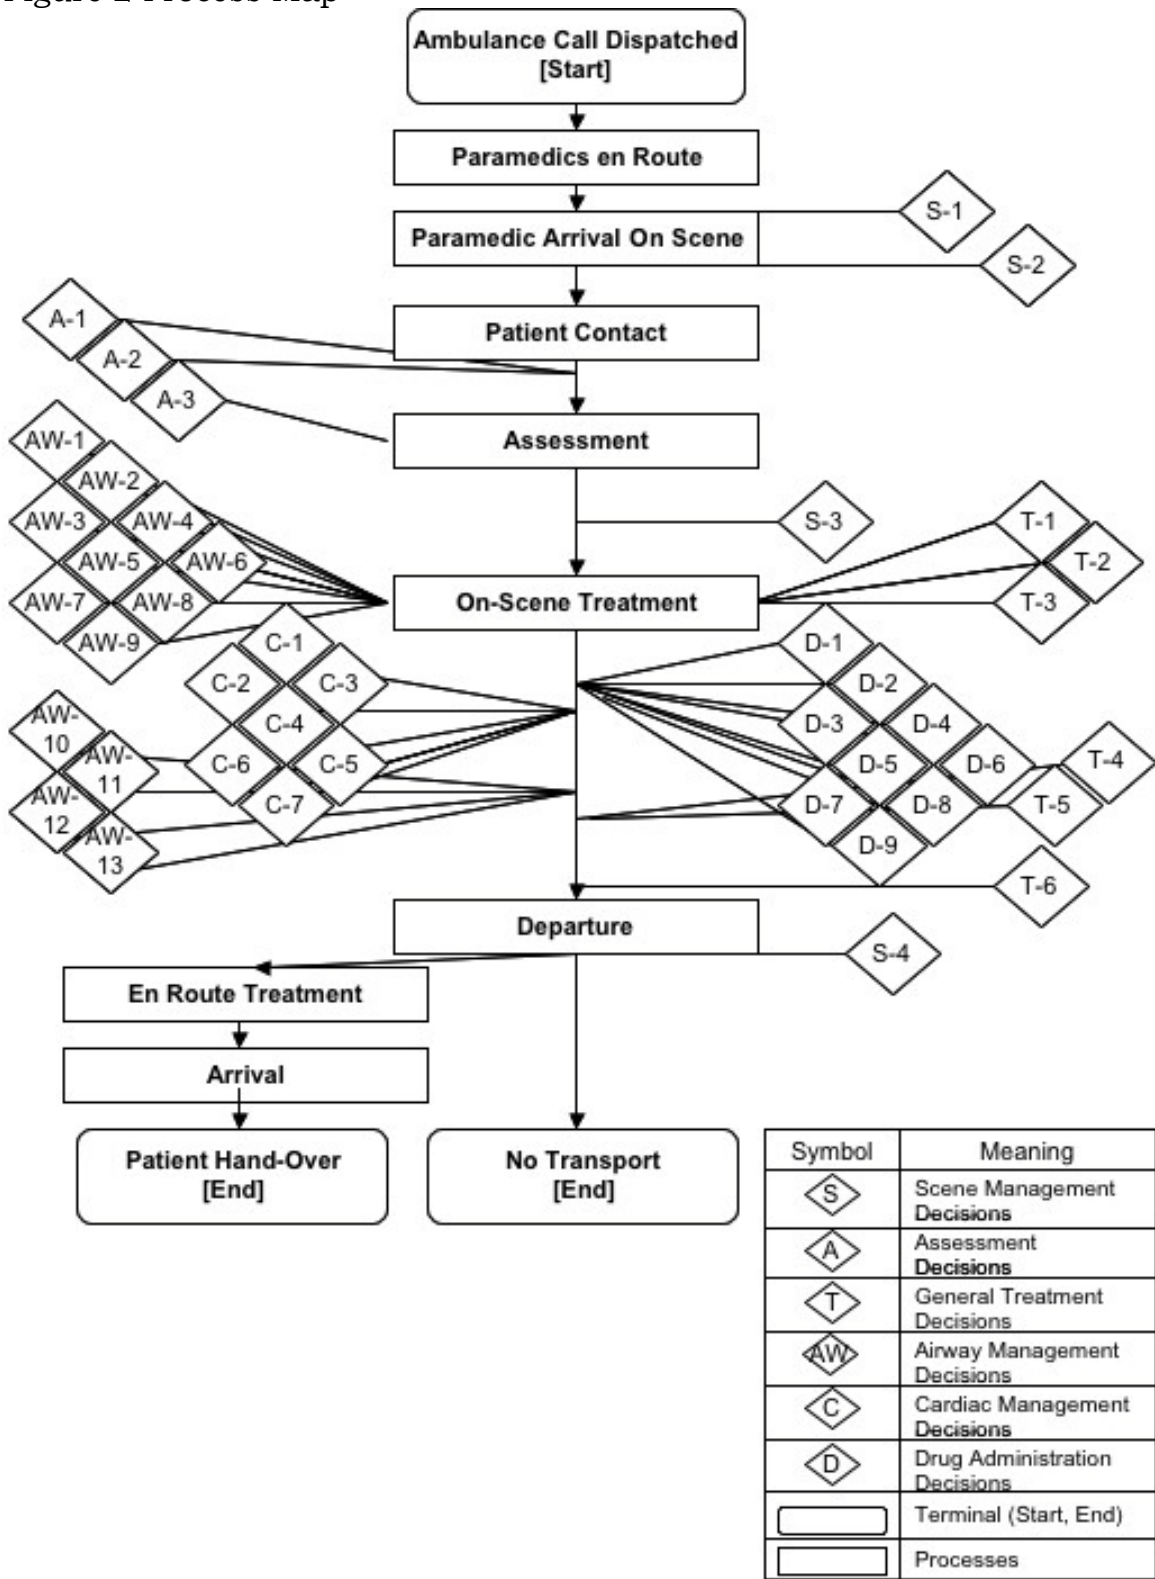 Figure 2 Process Map
Ambulance Call Dispatched
[Start]
Paramedics en Route
Paramedic Arrival On Scene
S-1
S-2
Patient Contact
A-1
A-2
A-3
Assessment
AW-1
AW-2
AW-3
AW-4
AW-5
AW-6
AW-7
AW-8
AW-9
S-3
T-1
T-2
T-3
On-Scene Treatment
C-1
C-2
C-3
C-4
C-5
C-6
C-7
D-1
D-2
D-3
D-4
D-5
D-6
D-7
D-8
D-9
AW-
10
AW-
11
AW-
12
AW-
13
T-4
T-5
T-6
Departure
S-4
En Route Treatment
Arrival
Patient Hand-Over
[End]
No Transport
[End]
Symbol Meaning
S Scene Management
Decisions
A Assessment
Decisions
T General Treatment
Decisions
AW Airway Management
Decisions
C Cardiac Management
Decisions
D Drug Administration
Decisions
Terminal (Start, End)
Processes